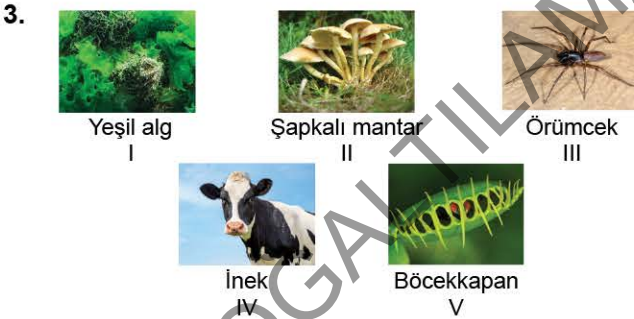 3.
Yeşil alg
I
Şapkalı mantar
II
Örümcek
III
İnek
IV
Böcekkapan
V